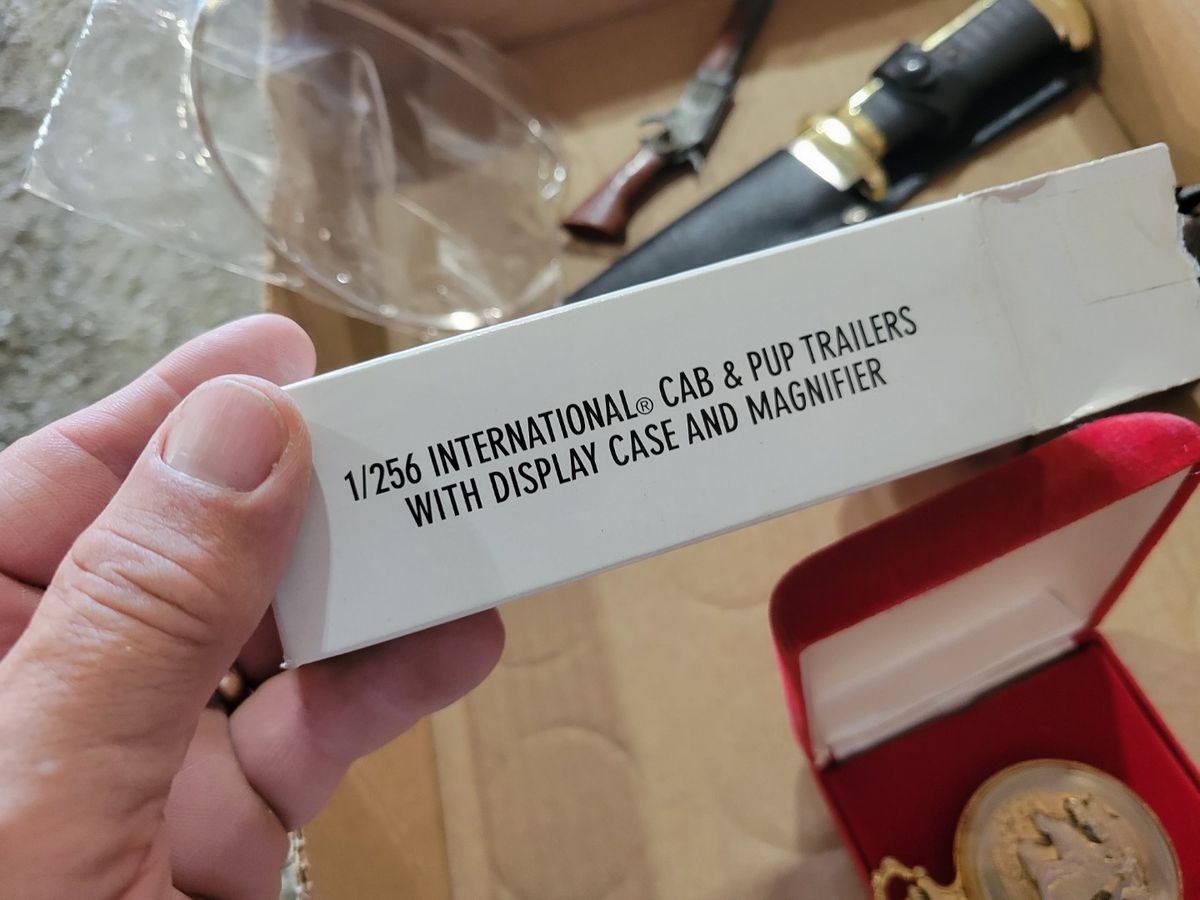 1/256 INTERNATIONAL® CAB & PUP TRAILERS
WITH DISPLAY CASE AND MAGNIFIER